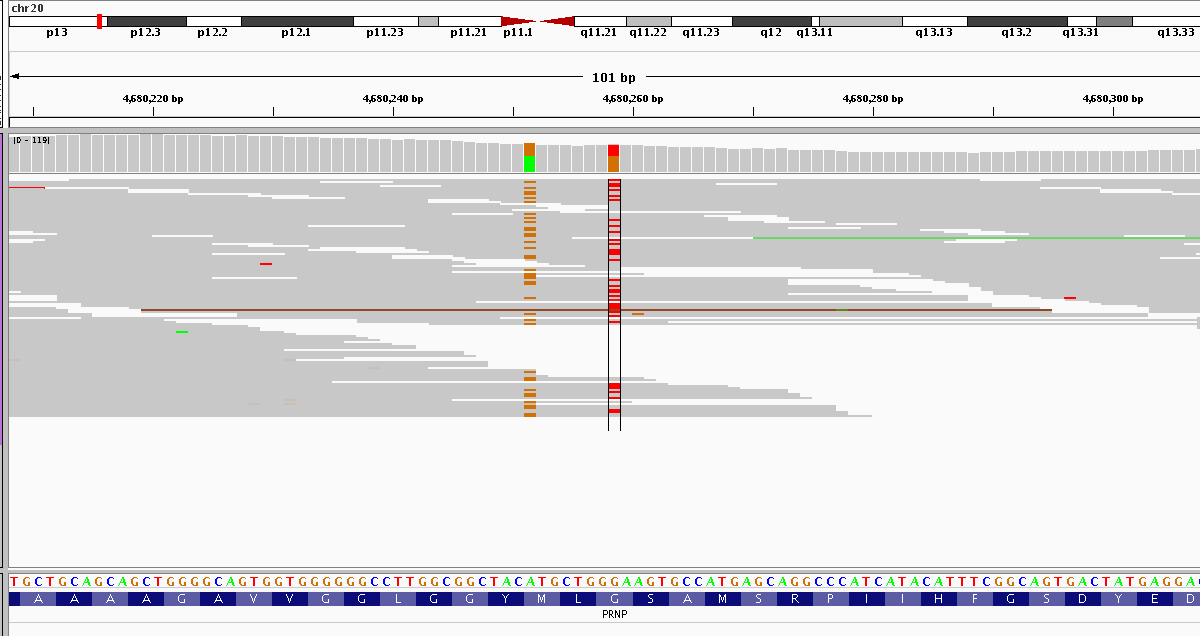 chr20
p13 p12.3 p12.2 p12.1 p11.23 p11.21 p11.1 q11.21 q11.22 q11.23 q12 q13.11 q13.13 q13.2 q13.31 q13.33
101 bp
4,680,220 bp 4,680,240 bp 4,680,260 bp 4,680,280 bp 4,680,300 bp
[0 - 119]
TGCTGCAGCAGCTGGGGCAGTGGTGGGGGGCCTTGGCGGCTACATGCTGGGAAGTGCCATGAGCAGGCCCATCATACATTTCGGCAGTGACTATGAGGA
A A A A G A V V G G L G G Y M L G S A M S R P I I H F G S D Y E D
PRNP